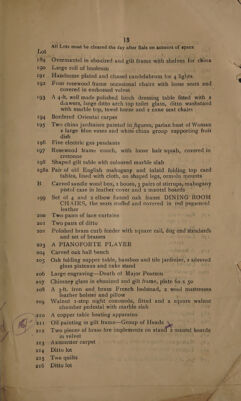 13
All Lots must be cleared the day after Sale on account of space
Lot
189 Overmantel in ebonized and gilt frame with shelves for china
190 Large roll of linoleum
191 Handsome plated and chased candelabrum for 4 lights
192 Four rosewood frame occasional chairs with loose seats and
covered in embossed velvet
193 A 4-ft. well made polished birch dressing table fitted with 2
drawers, large ditto arch top toilet glass, ditto washstand
with marble top, towel horse and 2 cane seat chairs
194 Bordered Oriental carpet
195 Two china jardiniere painted in figures, parian bust of Woman
2 large blue vases and white china group supporting fruit
dish
196 Five electric gas pendants
197 Rosewood frame couch, with loose hair squab, covered in
cretonne
198 Shaped gilt table with coloured marble slab
198a Pair of old English mahogany and inlaid folding top card
tables, lined with cloth, on shaped legs, ormolu mounts
B Carved sandle wood box, 2 boxes, 3 pairs of stirrups, mahogany
pistol case in leather cover and 2 mantel boards
199 Set of 4 and 2 elbow framed oak frame DINING ROOM
CHAIRS, the seats stuffed and covered in red pegamoid
leather
200 Two pairs of lace curtains
201 Two pairs of ditto
202 Polished brass curb fender with square rail, dog end standards
and set of brasses
203 A PIANOFORTE PLAYER
204 Carved oak hall bench
205 Oak folding supper table, bamboo and tile jardinier, 2 silvered
glass plateaus and cake stand
206 Large engraving—Death of Major Pearson
207 Chimney glass in ebonized and gilt frame, plate 60 x 50
208 A 3-ft. iron and brass French bedstead, a wool mattresss
feather bolster and pillow
209 Walnut 2-step night commode, fitted and a square walnut
chamber pedestal with marble slab
210 A copper table heating apparatus
211 Oil painting in gilt frame—Group of Heads
212 Two pieces of brass fire implements on stand 2 mantel boards
in velvet
213 Axminster carpet
214 Ditto lot
215 Two quilts
216 Ditto lot